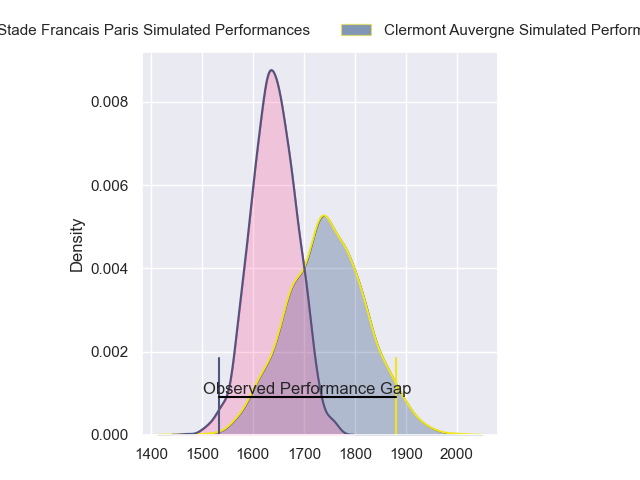 Stade Francais Paris Simulated Performances
Clermont Auvergne Simulated
0.008
0.006
0.004
0.002
0.000
Density
Observed Performance Gap
1400 1500 1600 1700 1800 1900 2000